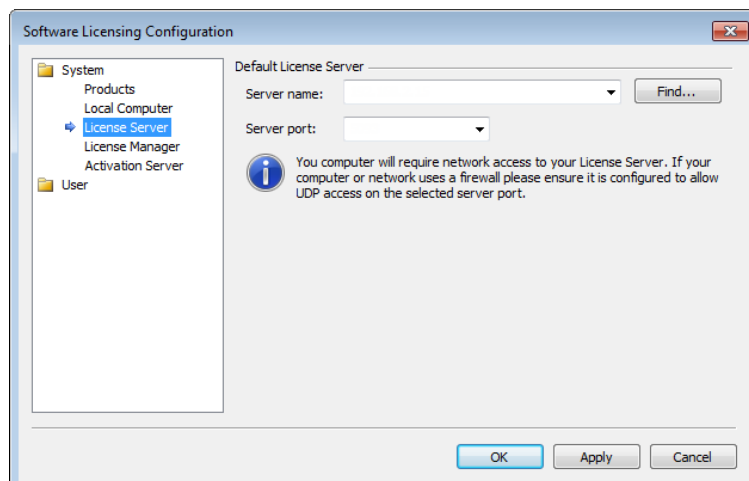 Software Licensing Configuration
System
Products
Local Computer
License Server
License Manager
Activation Server
User
Default License Server
Server name:
Find...
Server port:
You computer will require network access to your License Server. If your
computer or network uses a firewall please ensure it is configured to allow
UDP access on the selected server port.
OK
Apply
Cancel